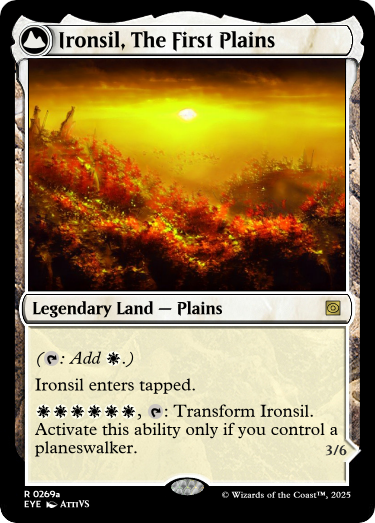 Ironsil, The First Plains
Legendary Land — Plains
(: Add .)
Ironsil enters tapped.
, : Transform Ironsil.
Activate this ability only if you control a
planeswalker.
3/6
R 0269a
EYE AttiVS
© Wizards of the Coast™, 2025